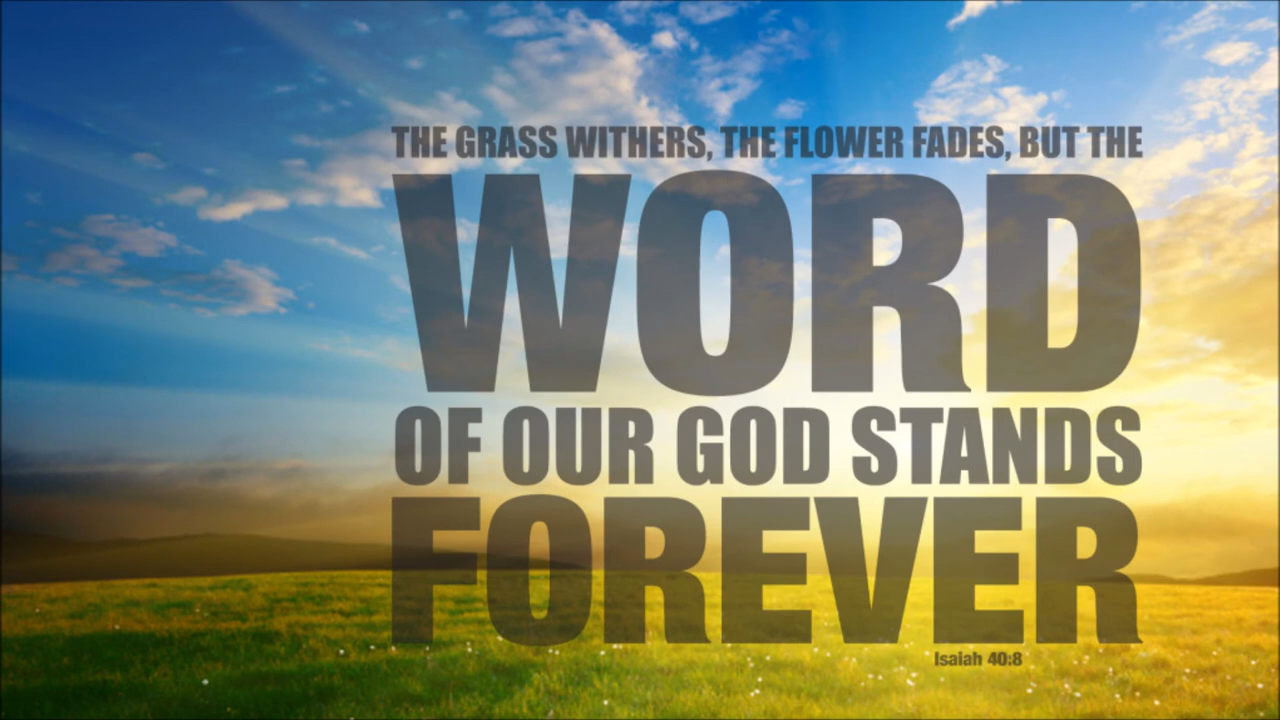 THE GRASS WITHERS, THE FLOWER FADES, BUT THE
WORD
OF OUR GOD STANDS
FOREVER
Isaiah 40:8